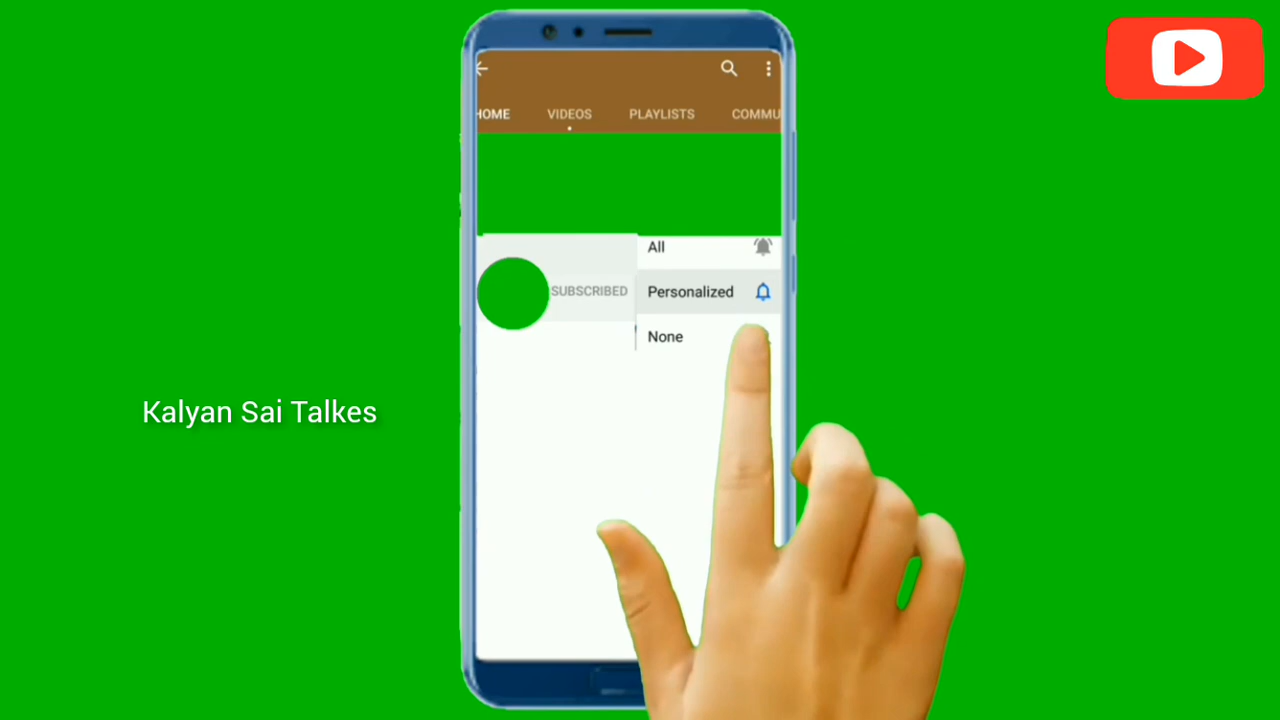 HOME VIDEOS PLAYLISTS COMMU
All
SUBSCRIBED Personalized
None
Kalyan Sai Talkes